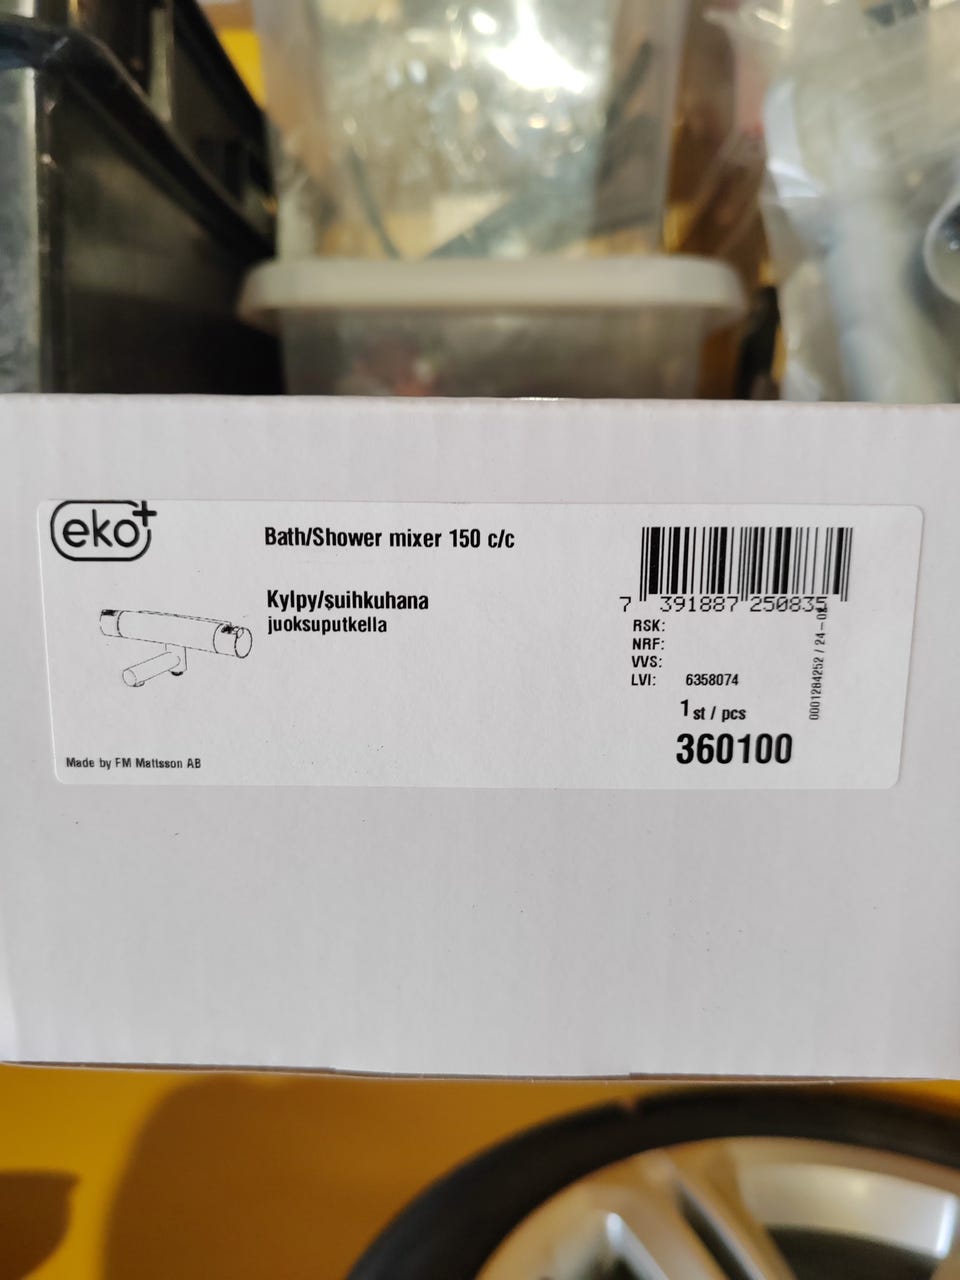 eko+
Bath/Shower mixer 150 c/c
Kylpy/suihkuhana
juoksuputkella
Made by FM Mattsson AB
7 391887 250835
RSK:
NRF:
VVS:
LVI: 6358074
1 st / pcs
360100